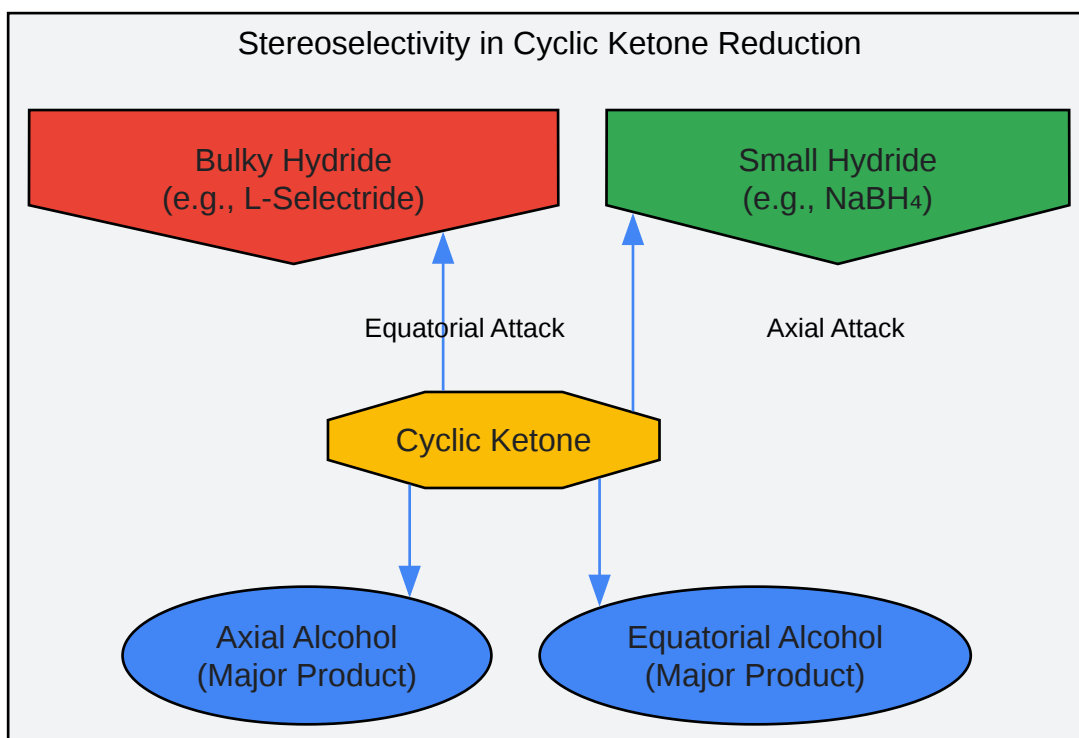 Stereoselectivity in Cyclic Ketone Reduction
Bulky Hydride
(e.g., L-Selectride)
Small Hydride
(e.g., NaBH₄)
Equatorial Attack
Axial Attack
Cyclic Ketone
Axial Alcohol
(Major Product)
Equatorial Alcohol
(Major Product)